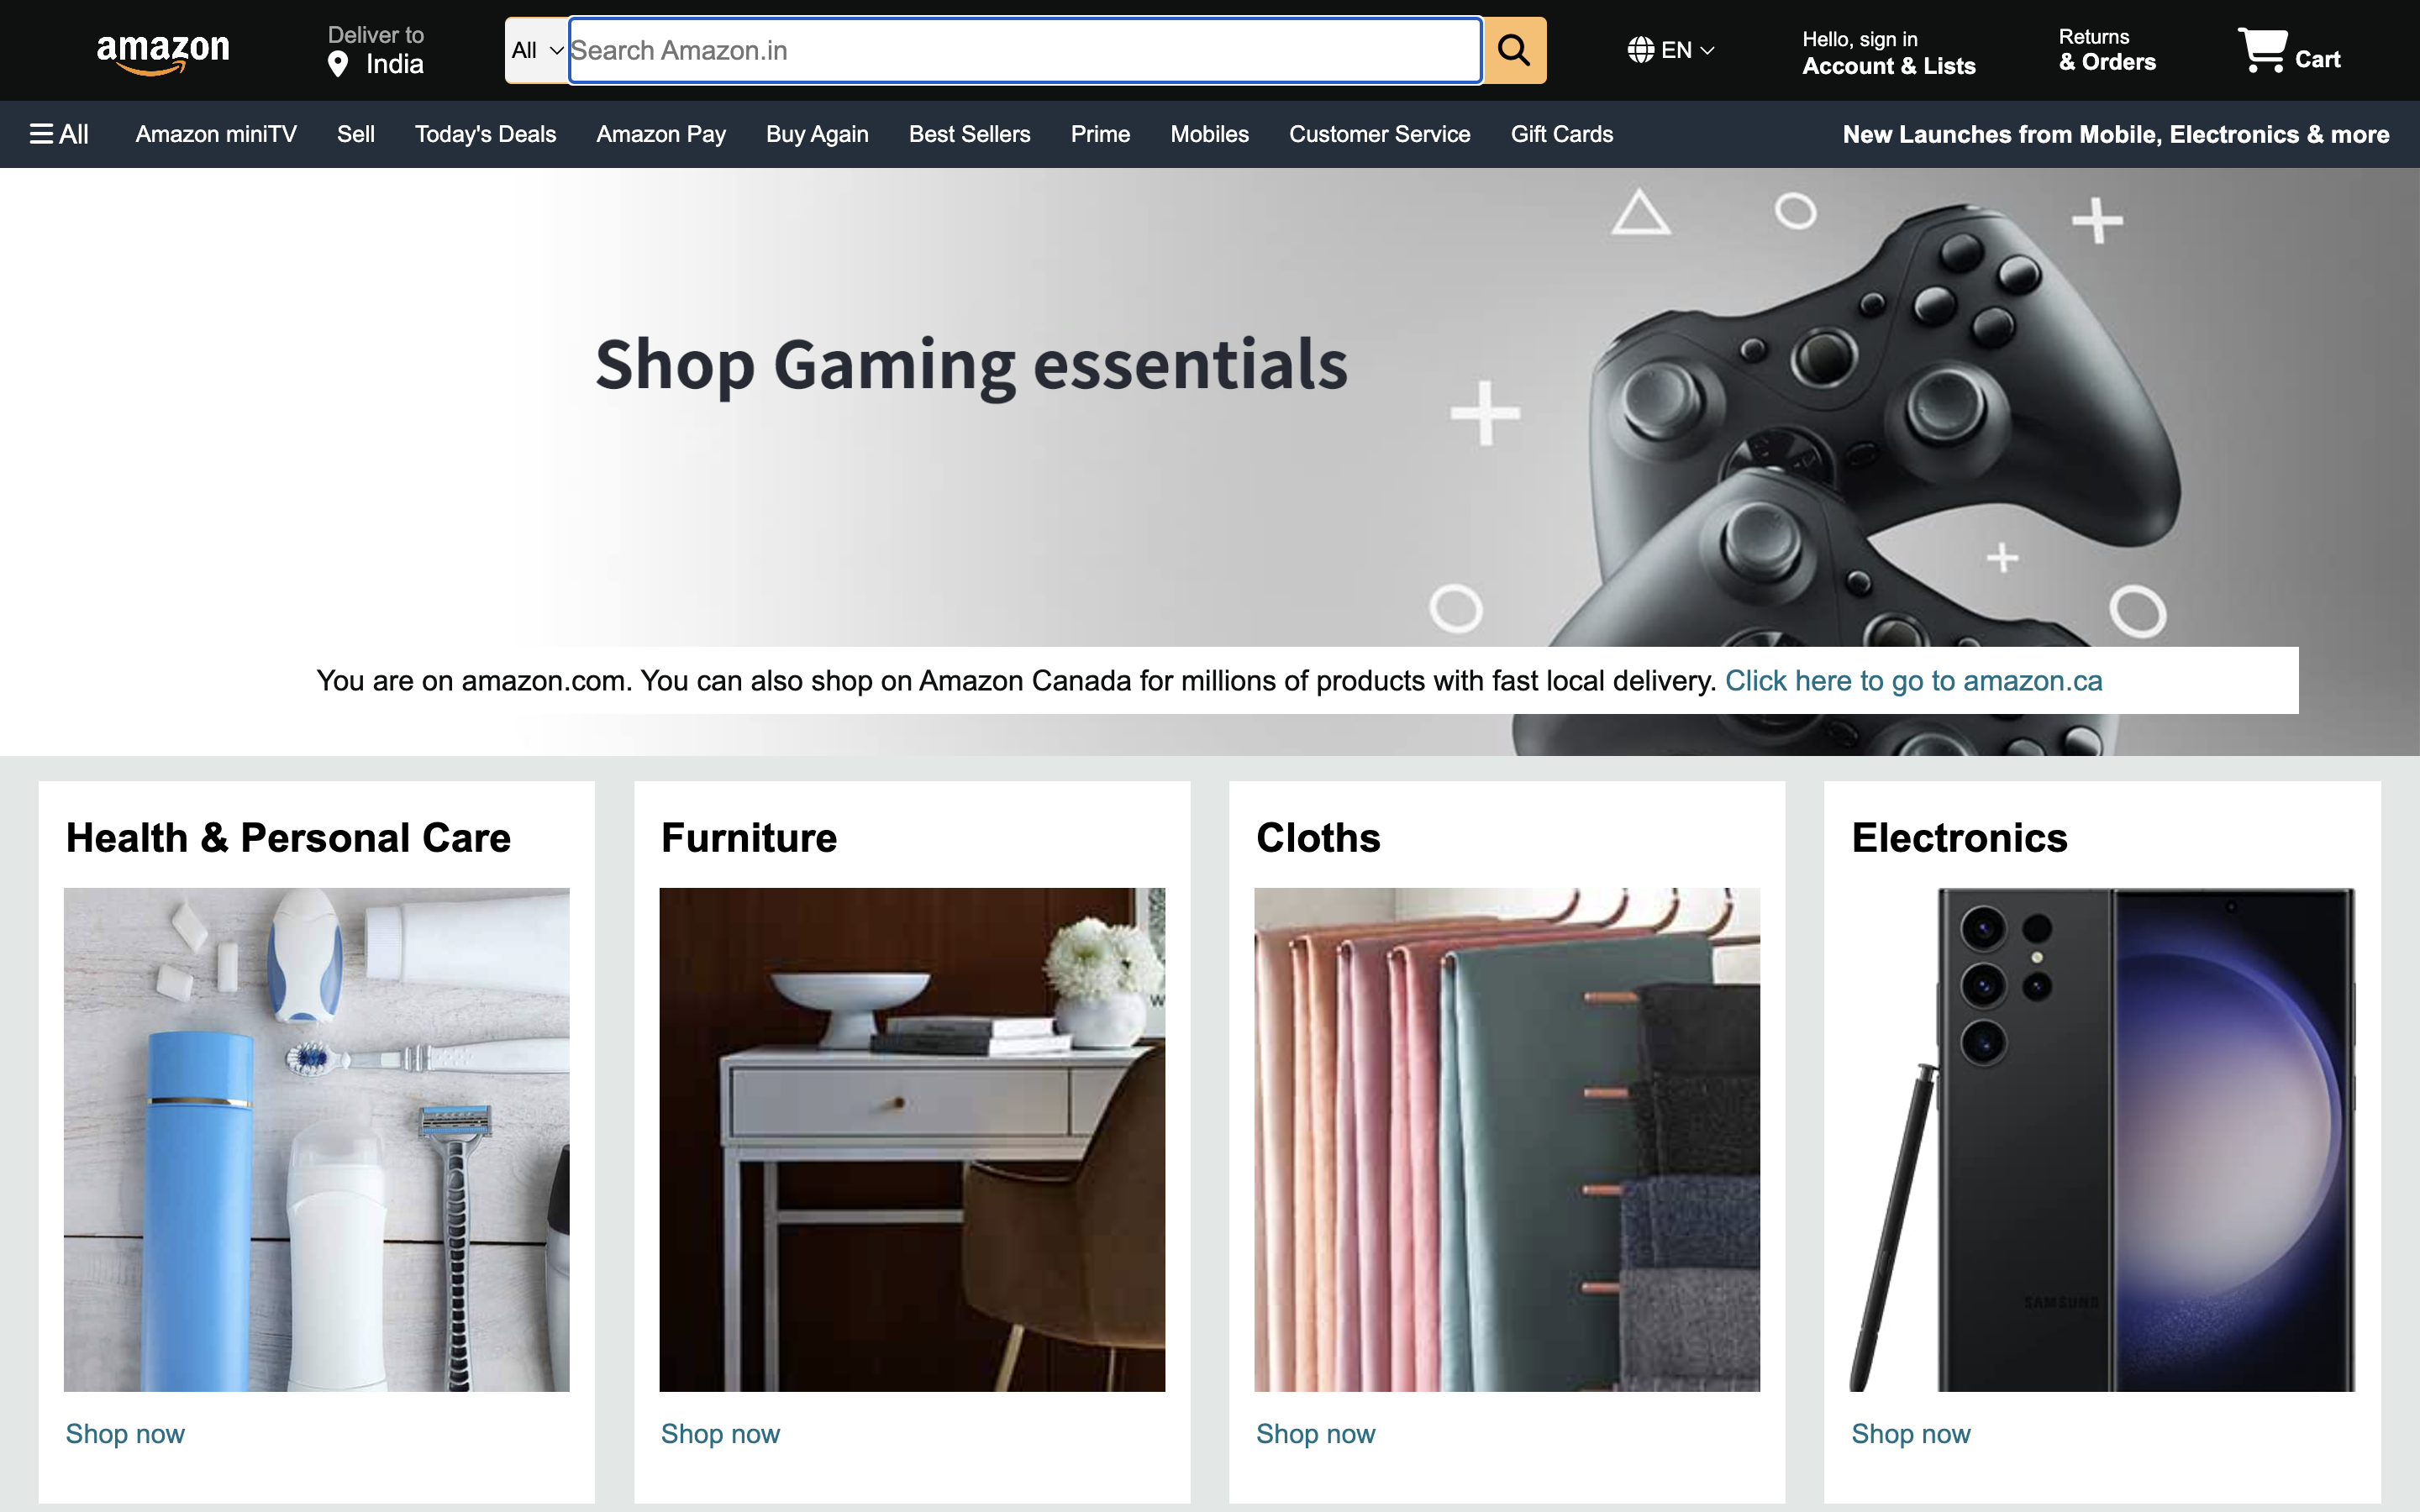 amazon
Deliver to
India
All
Search Amazon.in
EN
Hello, sign in
Account & Lists
Returns
& Orders
Cart
All
Amazon miniTV
Sell
Today's Deals
Amazon Pay
Buy Again
Best Sellers
Prime
Mobiles
Customer Service
Gift Cards
New Launches from Mobile, Electronics & more
Shop Gaming essentials
You are on amazon.com. You can also shop on Amazon Canada for millions of products with fast local delivery. Click here to go to amazon.ca
Health & Personal Care
Shop now
Furniture
Shop now
Cloths
Shop now
Electronics
SAMSUNG
Shop now